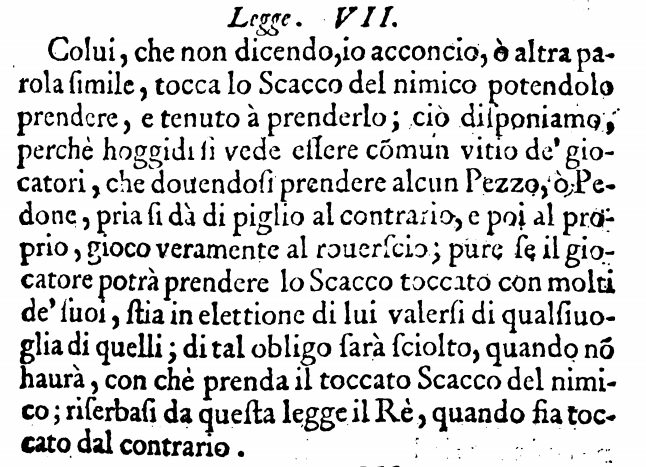 Legge. VII.
Colui, che non dicendo, io acconcio, ò altra pa-
rola ſimile, tocca lo Scacco del nimico potendolo
prendere, e tenuto à prenderlo; ciò diſponiamo,
perchè hoggidì ſi vede eſſere cõmun vitio de' gio-
catori, che douendoſi prendere alcun Pezzo, ò Pe-
done, pria ſi dà di piglio al contrario, e poi al pro-
prio, gioco veramente al rouerſcio; pure ſe il gio-
catore potrà prendere lo Scacco toccato con molti
de' ſuoi, ſtia in elettione di lui valerſi di qualſiuo-
glia di quelli; di tal obligo ſarà ſciolto, quando nõ
haurà, con chè prenda il toccato Scacco del nimi-
co; riſerbaſi da queſta legge il Rè, quando ſia toc-
cato dal contrario.